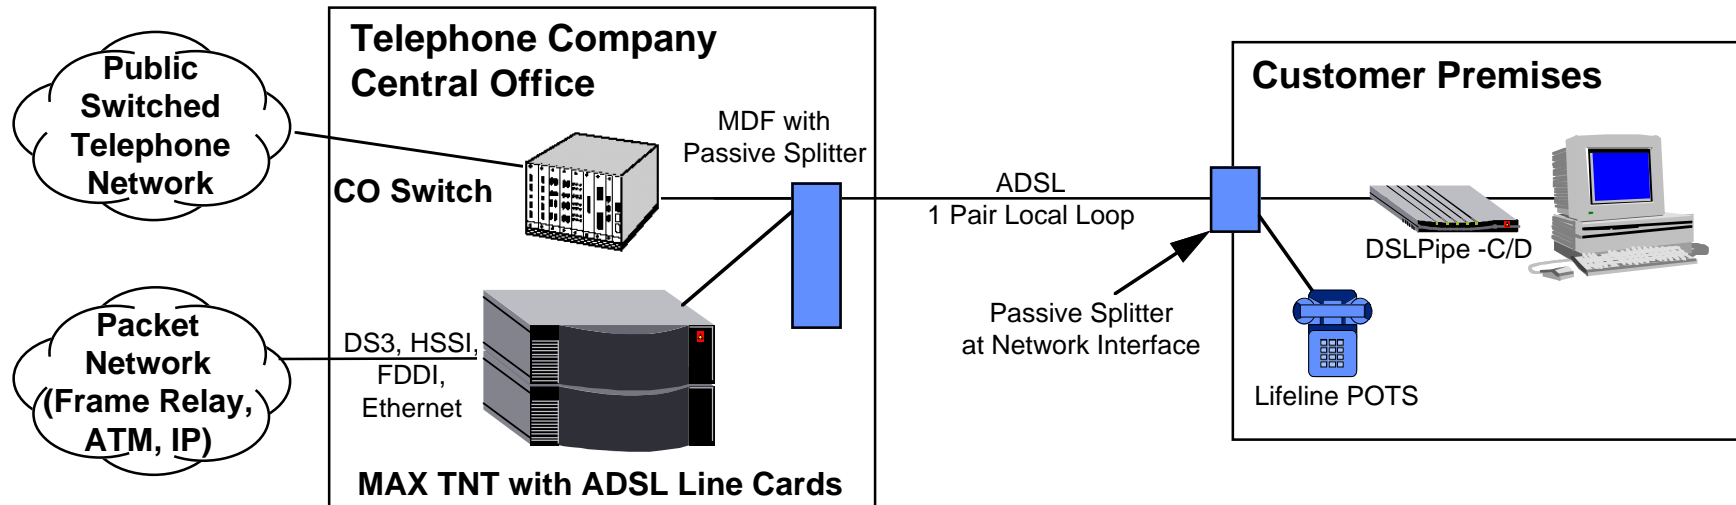 Public
Switched
Telephone
Network
Telephone Company
Central Office
CO Switch
MDF with
Passive Splitter
Packet
Network
(Frame Relay,
ATM, IP)
DS3, HSSI,
FDDI,
Ethernet
MAX TNT with ADSL Line Cards
ADSL
1 Pair Local Loop
Passive Splitter
at Network Interface
Customer Premises
DSLPipe -C/D
Lifeline POTS